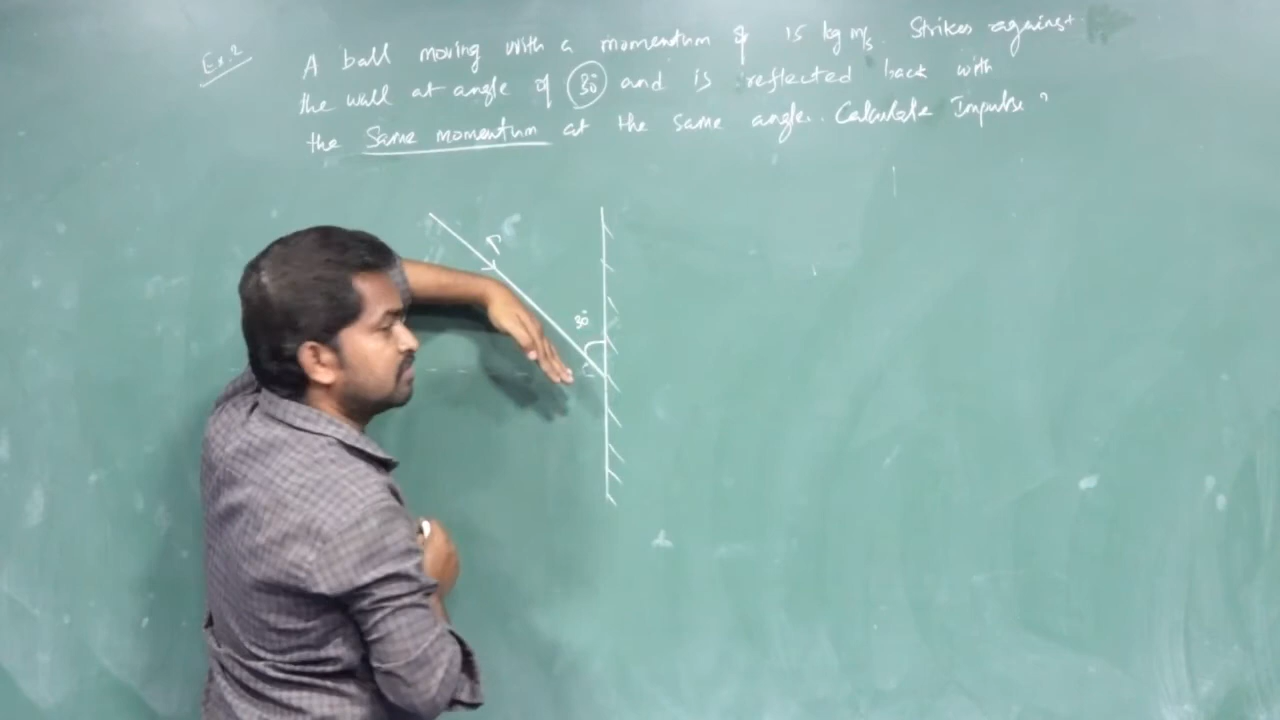 Ex.2
A ball moving with a momentum of 15 kg m/s. Strikes against
the wall at angle of 30° and is reflected back with
the Same momentum at the same angle. Calculate Impulse ?
P
30°